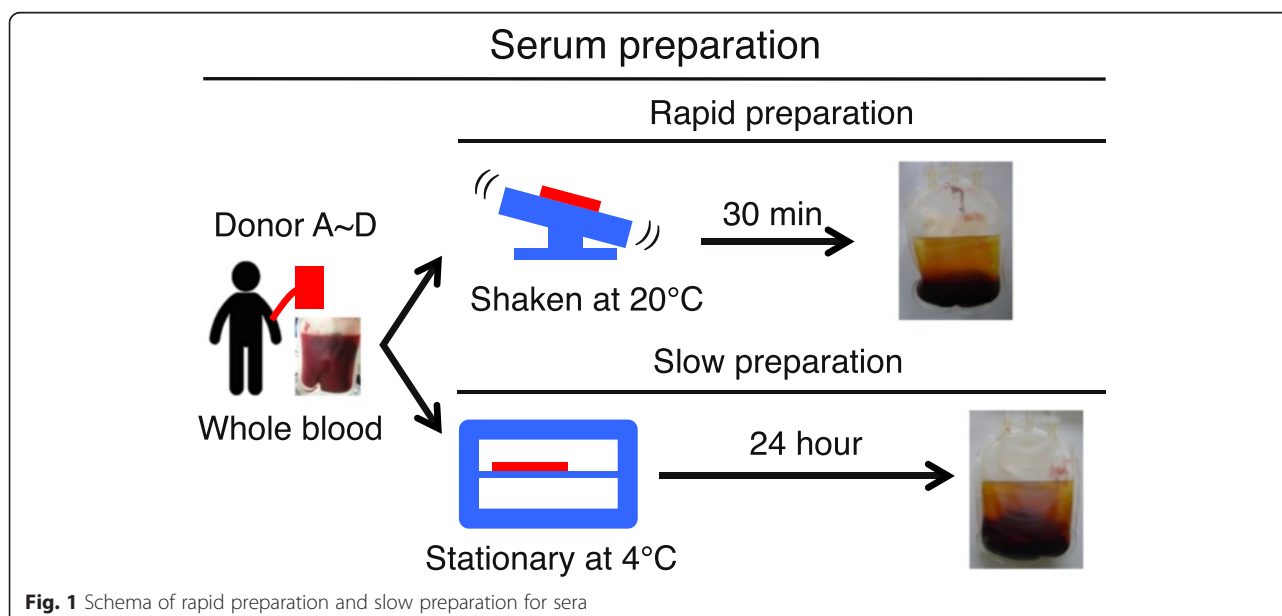 Serum preparation
Rapid preparation
Donor A~D
30 min
Shaken at 20°C
Whole blood
Slow preparation
24 hour
Stationary at 4°C
Fig. 1 Schema of rapid preparation and slow preparation for sera